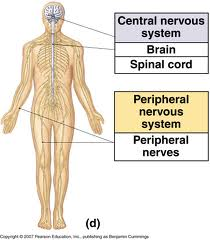 Central nervous
system
Brain
Spinal cord
Peripheral
nervous
system
Peripheral
nerves
(d)
Copyright © 2007 Pearson Education, Inc., publishing as Benjamin Cummings